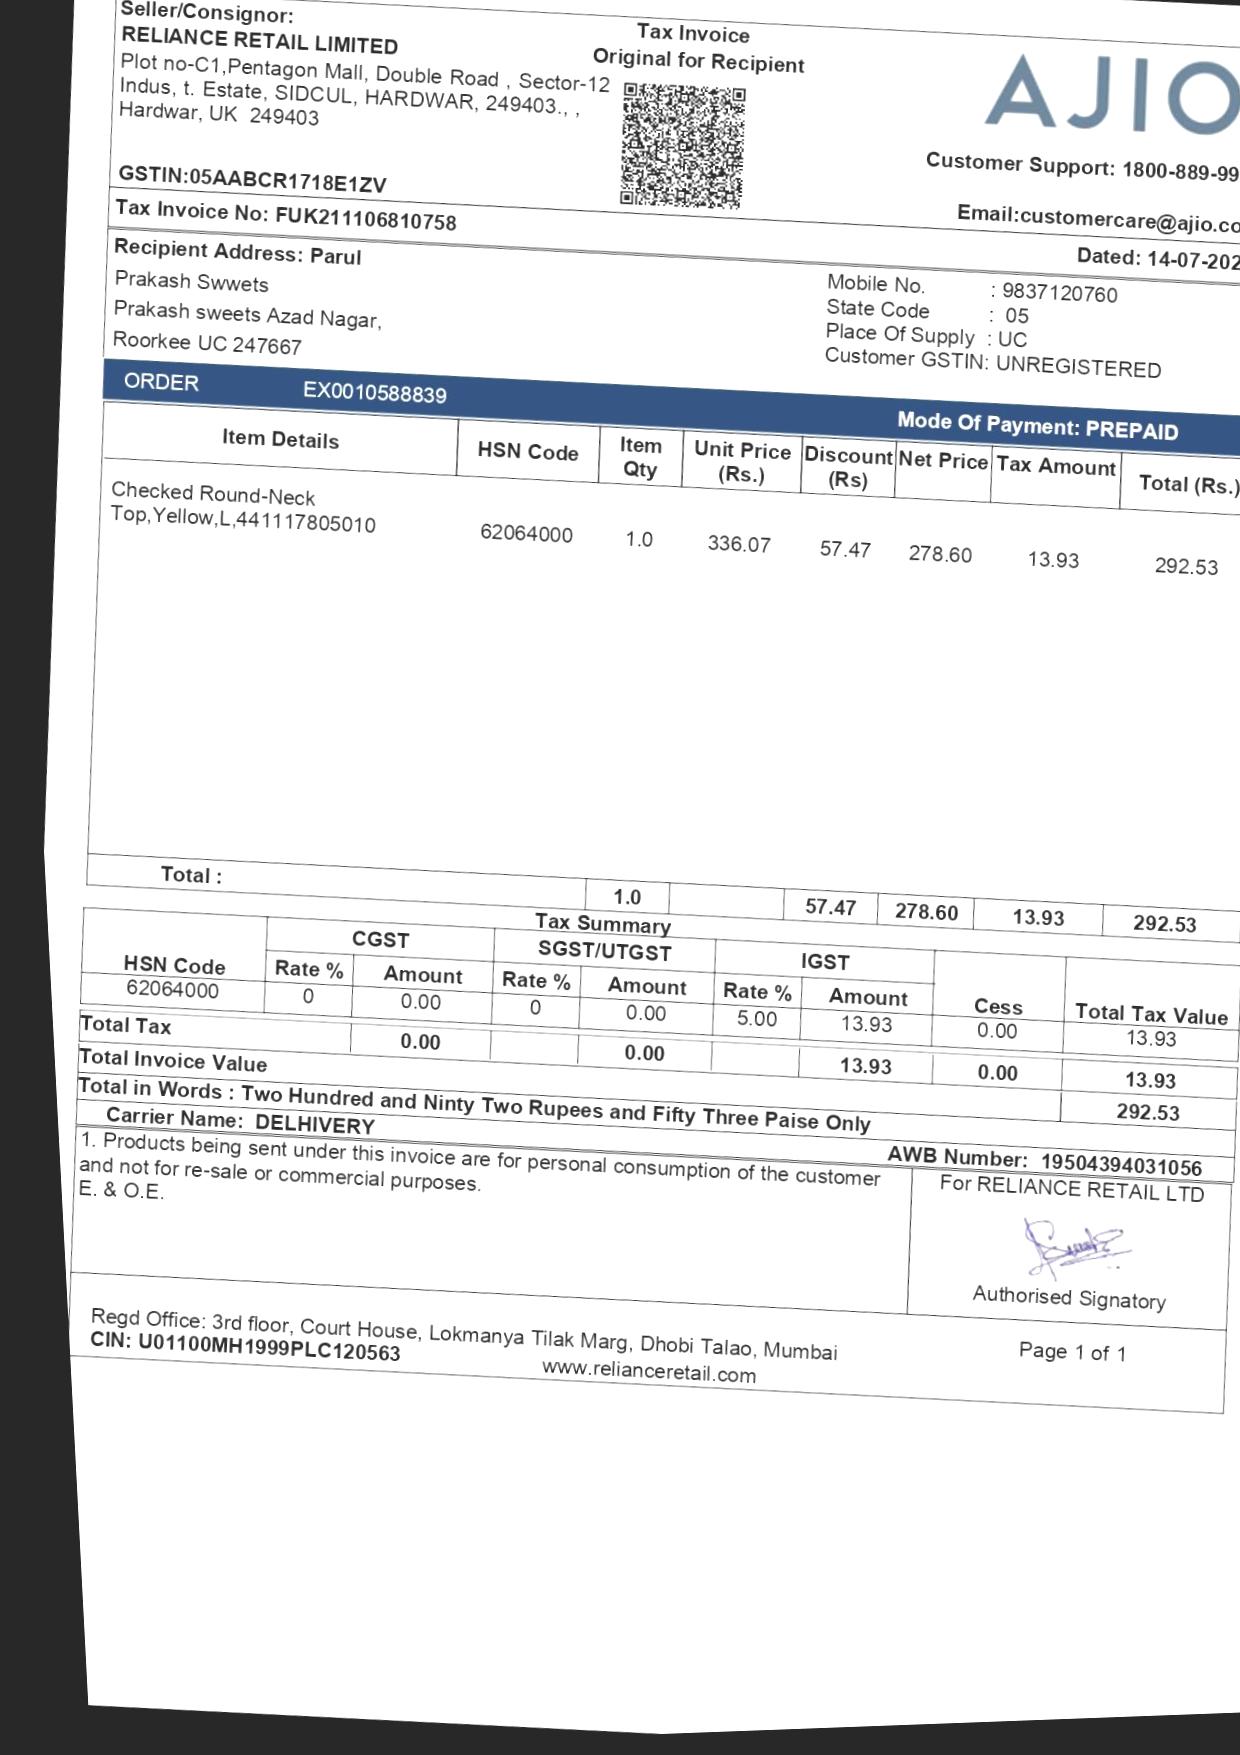 Seller/Consignor:
RELIANCE RETAIL LIMITED
Plot no-C1,Pentagon Mall, Double Road , Sector-12
Indus, t. Estate, SIDCUL, HARDWAR, 249403., ,
Hardwar, UK 249403
GSTIN:05AABCR1718E1ZV
Tax Invoice
Original for Recipient
AJIO
Customer Support: 1800-889-99
Email:customercare@ajio.co
Tax Invoice No: FUK211106810758
Dated: 14-07-202
Recipient Address: Parul
Prakash Swwets
Prakash sweets Azad Nagar,
Roorkee UC 247667
Mobile No. : 9837120760
State Code : 05
Place Of Supply : UC
Customer GSTIN: UNREGISTERED
ORDER EX0010588839 Mode Of Payment: PREPAID
Item Details HSN Code Item Qty Unit Price (Rs.) Discount (Rs) Net Price Tax Amount Total (Rs.)
Checked Round-Neck
Top,Yellow,L,441117805010 62064000 1.0 336.07 57.47 278.60 13.93 292.53
Total : 1.0 57.47 278.60 13.93 292.53
Tax Summary
CGST SGST/UTGST IGST
HSN Code Rate % Amount Rate % Amount Rate % Amount Cess Total Tax Value
62064000 0 0.00 0 0.00 5.00 13.93 0.00 13.93
Total Tax 0.00 0.00 13.93 0.00 13.93
Total Invoice Value 292.53
Total in Words : Two Hundred and Ninty Two Rupees and Fifty Three Paise Only
Carrier Name: DELHIVERY AWB Number: 19504394031056
1. Products being sent under this invoice are for personal consumption of the customer
and not for re-sale or commercial purposes.
E. & O.E.
For RELIANCE RETAIL LTD
Authorised Signatory
Regd Office: 3rd floor, Court House, Lokmanya Tilak Marg, Dhobi Talao, Mumbai
CIN: U01100MH1999PLC120563
www.relianceretail.com
Page 1 of 1